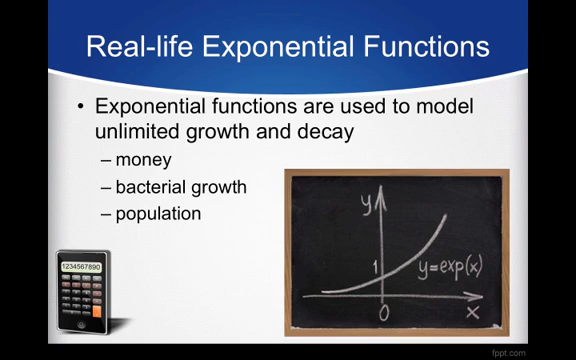 Real-life Exponential Functions
• Exponential functions are used to model
unlimited growth and decay
– money
– bacterial growth
– population
y
1
y=exp(x)
0
x
1234567890
fppt.com